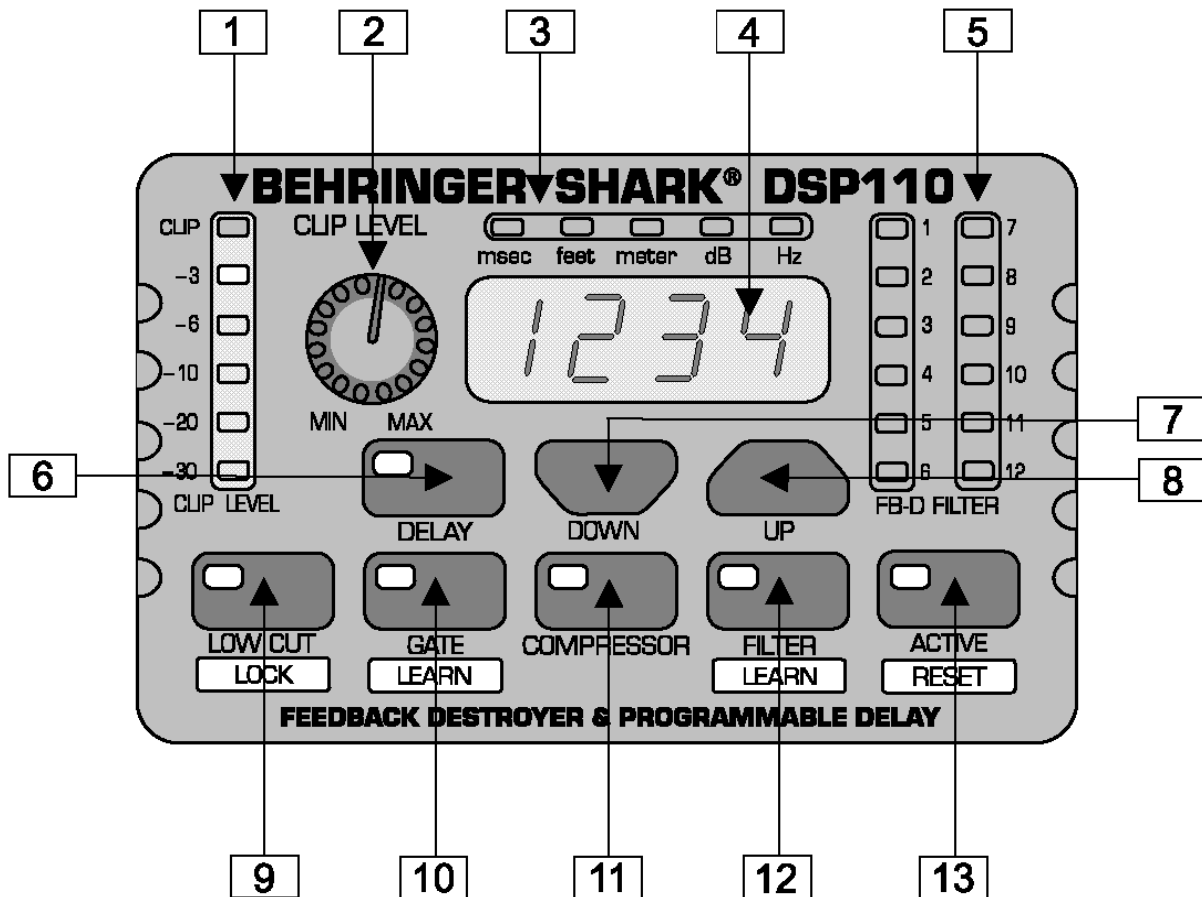 1 2 3 4 5
BEHRINGER SHARK® DSP110
CLIP
-3
-6
-10
-20
-30
CLIP LEVEL
CLIP LEVEL
MIN MAX
msec feet meter dB Hz
1234
1 7
2 8
3 9
4 10
5 11
6 12
FB-D FILTER
6
7
8
DELAY DOWN UP
LOW CUT GATE COMPRESSOR FILTER ACTIVE
LOCK LEARN LEARN RESET
FEEDBACK DESTROYER & PROGRAMMABLE DELAY
9 10 11 12 13